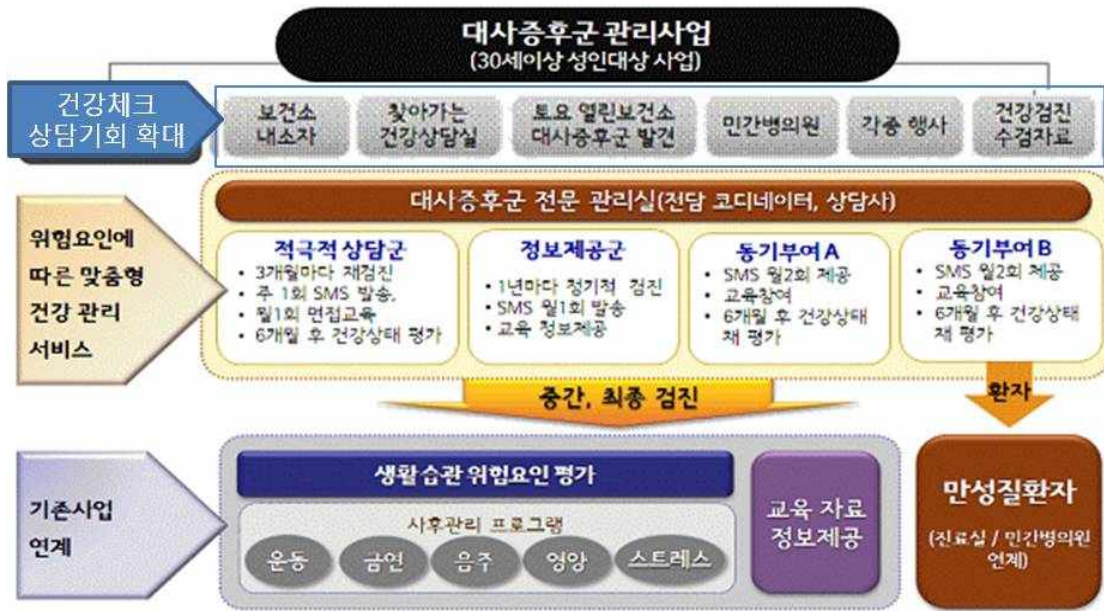 대사증후군 관리사업
(30세이상 성인대상 사업)
건강체크
상담기회 확대
보건소
내소자
찾아가는
건강상담실
토요 열린보건소
대사증후군 발견
민간병의원
각종 행사
건강검진
수검자료
대사증후군 전문 관리실(전담 코디네이터, 상담사)
위험요인에
따른 맞춤형
건강 관리
서비스
적극적 상담군
• 3개월마다 재검진
• 주 1회 SMS 발송,
• 월1회 면접교육
• 6개월 후 건강상태 평가
정보제공군
• 1년마다 정기적 검진
• SMS 월1회 발송
• 교육 정보제공
동기부여 A
• SMS 월2회 제공
• 교육참여
• 6개월 후 건강상태
재 평가
동기부여 B
• SMS 월2회 제공
• 교육참여
• 6개월 후 건강상태
재 평가
중간, 최종 검진
환자
기존사업
연계
생활습관 위험요인 평가
사후관리 프로그램
운동
금연
음주
영양
스트레스
교육 자료
정보제공
만성질환자
(진료실 / 민간병의원
연계)